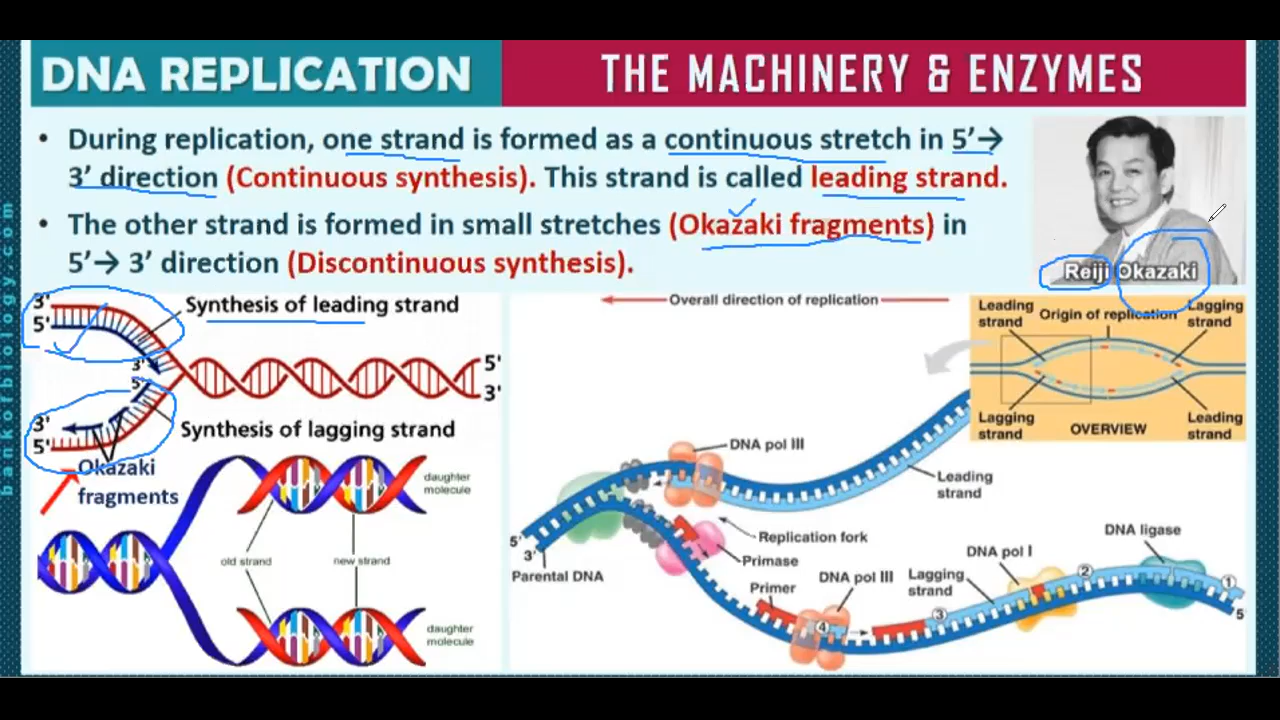 DNA REPLICATION
THE MACHINERY & ENZYMES
• During replication, one strand is formed as a continuous stretch in 5’→
3’ direction (Continuous synthesis). This strand is called leading strand.
• The other strand is formed in small stretches (Okazaki fragments) in
5’→ 3’ direction (Discontinuous synthesis).
Reiji Okazaki
bankofbiology.com
3'
5'
Synthesis of leading strand
3'
5'
5'
3'
3'
5'
Synthesis of lagging strand
Okazaki
fragments
daughter
molecule
old strand
new strand
daughter
molecule
Overall direction of replication
Leading
strand
Origin of replication
Lagging
strand
Lagging
strand
OVERVIEW
Leading
strand
DNA pol III
Leading
strand
Replication fork
5'
3'
Parental DNA
Primase
Primer
DNA pol III
4
Lagging
strand
3
DNA pol I
2
DNA ligase
1
5'